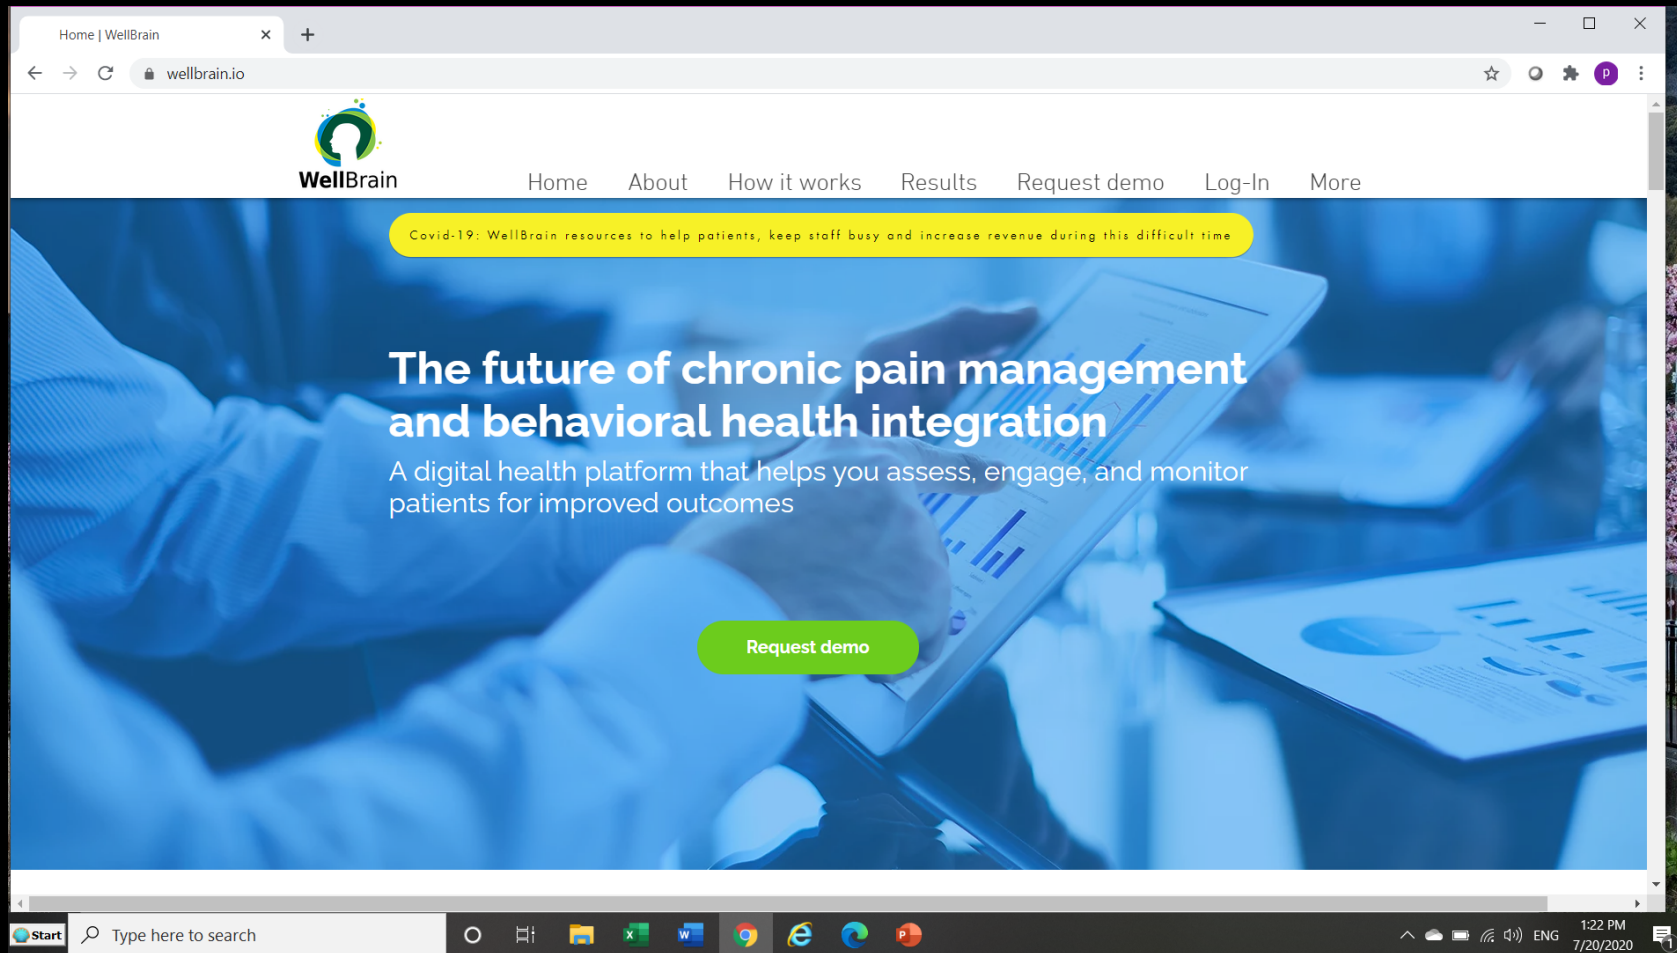 Home | WellBrain
wellbrain.io
p
WellBrain
Home About How it works Results Request demo Log-In More
Covid-19: WellBrain resources to help patients, keep staff busy and increase revenue during this difficult time
The future of chronic pain management
and behavioral health integration
A digital health platform that helps you assess, engage, and monitor
patients for improved outcomes
Request demo
Start
Type here to search
ENG
1:22 PM
7/20/2020
1